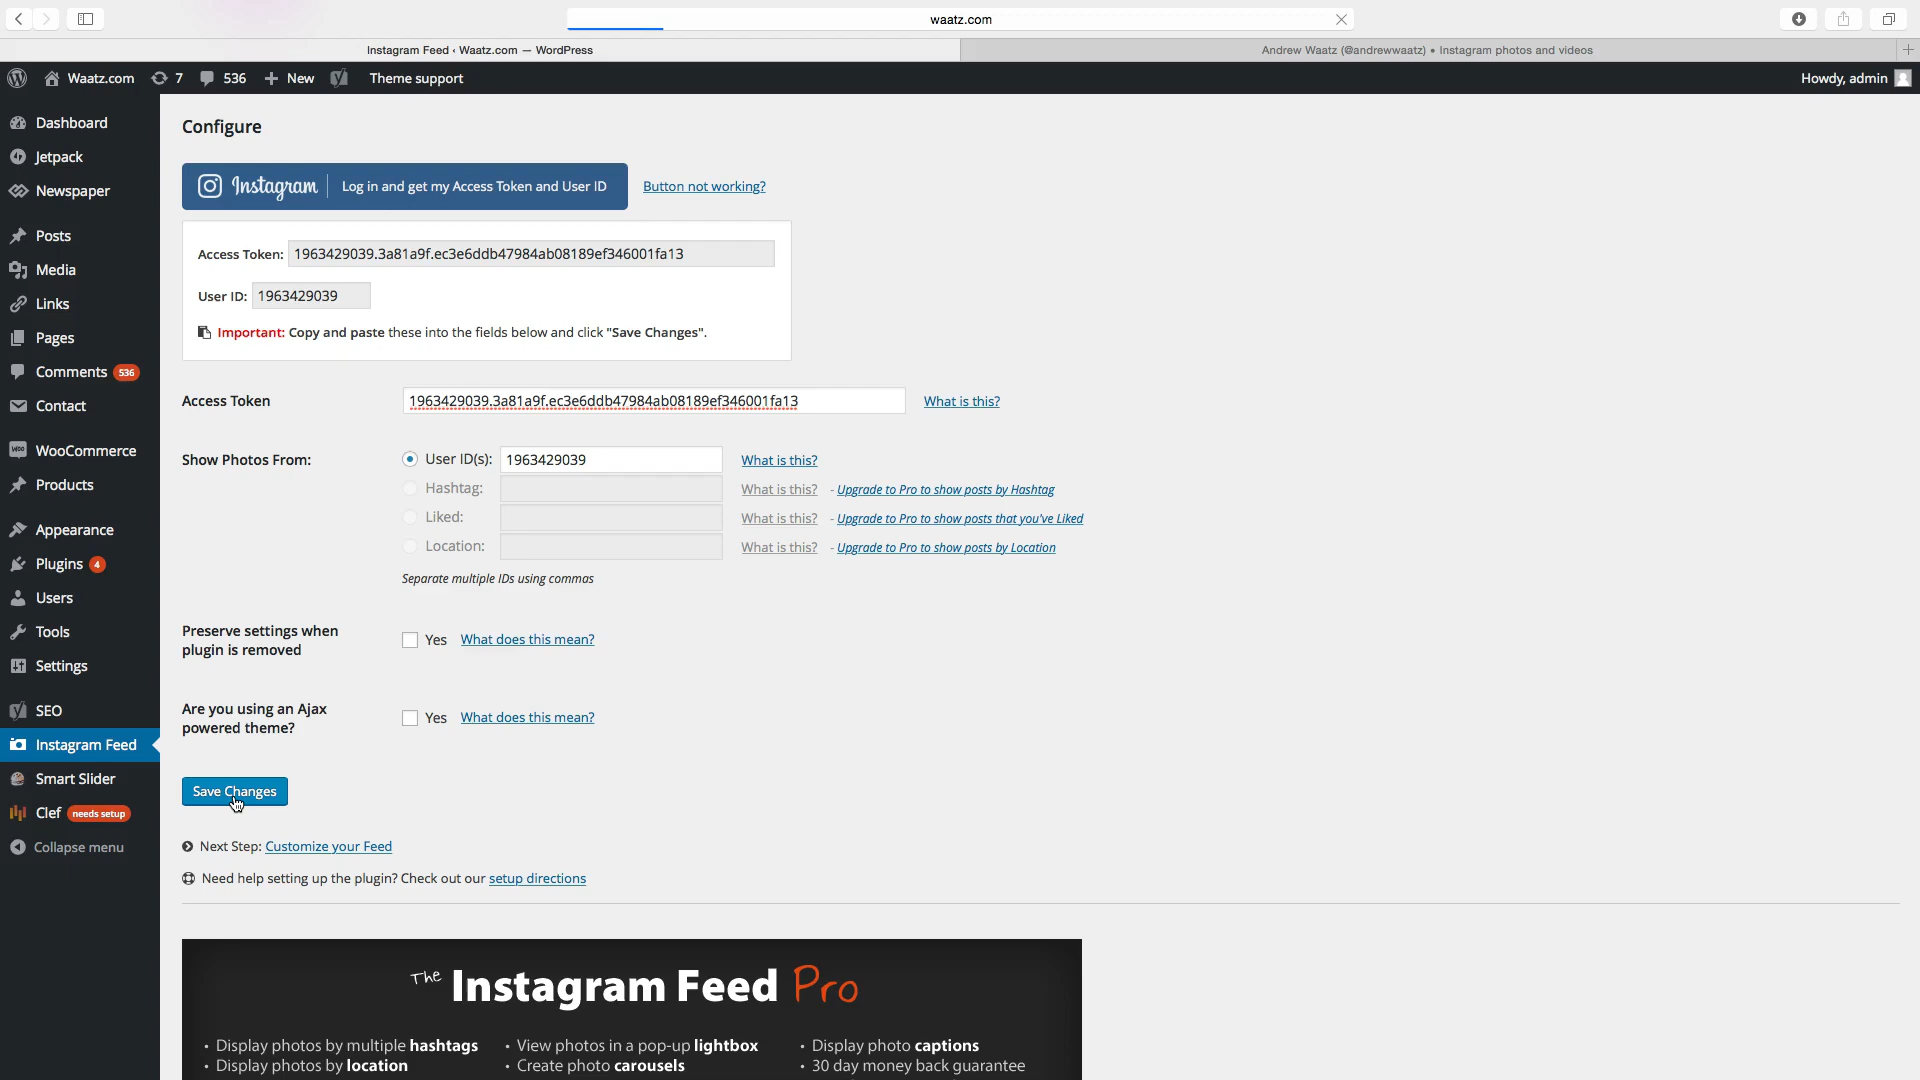 waatz.com
Instagram Feed ‹ Waatz.com — WordPress
Andrew Waatz (@andrewwaatz) • Instagram photos and videos
Waatz.com 7 536 New Theme support
Howdy, admin
Dashboard
Jetpack
Newspaper
Posts
Media
Links
Pages
Comments 536
Contact
WooCommerce
Products
Appearance
Plugins 4
Users
Tools
Settings
SEO
Instagram Feed
Smart Slider
Clef needs setup
Collapse menu
Configure
Instagram Log in and get my Access Token and User ID
Button not working?
Access Token: 1963429039.3a81a9f.ec3e6ddb47984ab08189ef346001fa13
User ID: 1963429039
Important: Copy and paste these into the fields below and click "Save Changes".
Access Token 1963429039.3a81a9f.ec3e6ddb47984ab08189ef346001fa13 What is this?
Show Photos From: User ID(s): 1963429039 What is this?
Hashtag: What is this? - Upgrade to Pro to show posts by Hashtag
Liked: What is this? - Upgrade to Pro to show posts that you've Liked
Location: What is this? - Upgrade to Pro to show posts by Location
Separate multiple IDs using commas
Preserve settings when
plugin is removed
Yes What does this mean?
Are you using an Ajax
powered theme?
Yes What does this mean?
Save Changes
Next Step: Customize your Feed
Need help setting up the plugin? Check out our setup directions
The Instagram Feed Pro
• Display photos by multiple hashtags
• Display photos by location
• View photos in a pop-up lightbox
• Create photo carousels
• Display photo captions
• 30 day money back guarantee